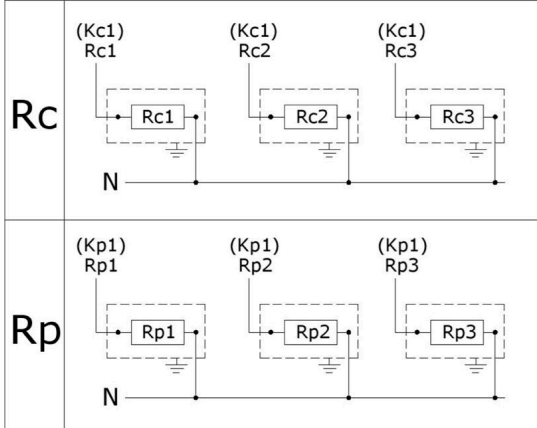 Rc
(Kc1) (Kc1) (Kc1)
Rc1 Rc2 Rc3
Rc1 Rc2 Rc3
N
Rp
(Kp1) (Kp1) (Kp1)
Rp1 Rp2 Rp3
Rp1 Rp2 Rp3
N